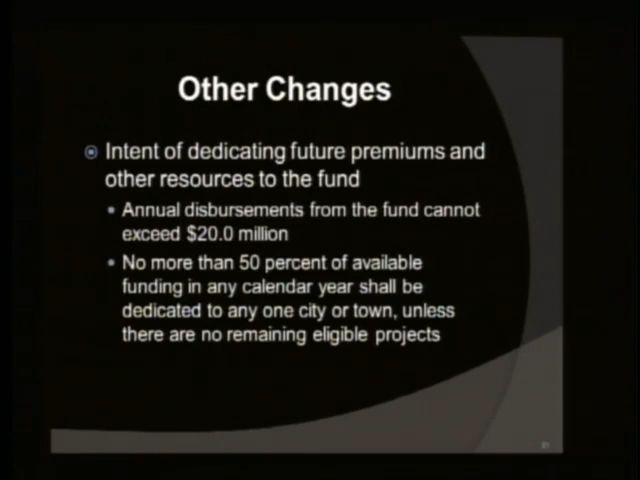 Other Changes
Intent of dedicating future premiums and
other resources to the fund
Annual disbursements from the fund cannot
exceed $20.0 million
No more than 50 percent of available
funding in any calendar year shall be
dedicated to any one city or town, unless
there are no remaining eligible projects